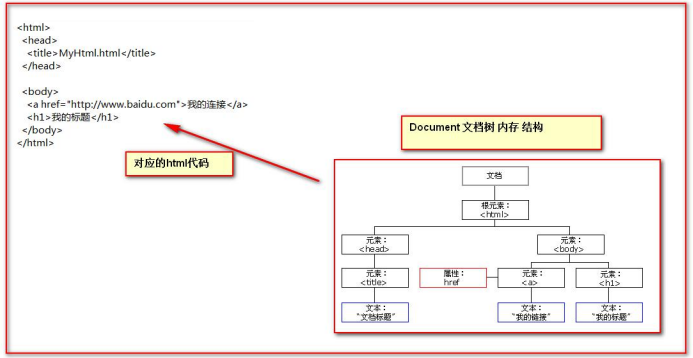 <html>
<head>
<title>MyHtml.html</title>
</head>
<body>
<a href="http://www.baidu.com">我的连接</a>
<h1>我的标题</h1>
</body>
</html>
对应的html代码
Document 文档树 内存 结构
文档
根元素：
<html>
元素：
<head>
元素：
<body>
元素：
<title>
属性：
href
元素：
<a>
元素：
<h1>
文本：
"文档标题"
文本：
"我的链接"
文本：
"我的标题"